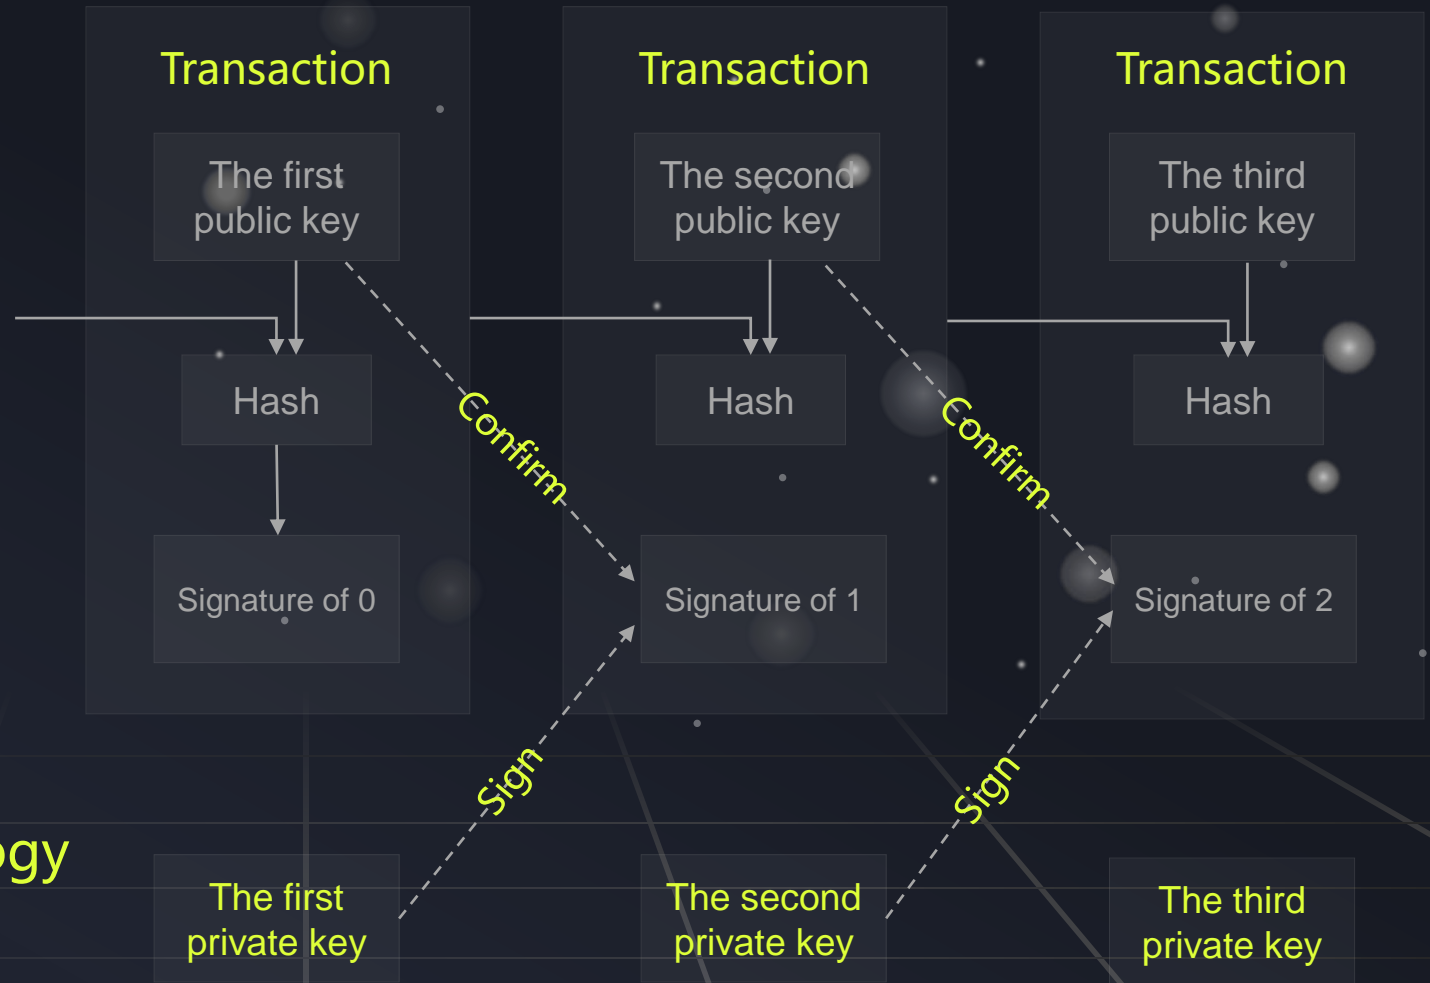 Transaction
The first
public key
Hash
Signature of 0
Transaction
The second
public key
Hash
Signature of 1
Transaction
The third
public key
Hash
Signature of 2
Confirm
Confirm
Sign
Sign
ogy
The first
private key
The second
private key
The third
private key